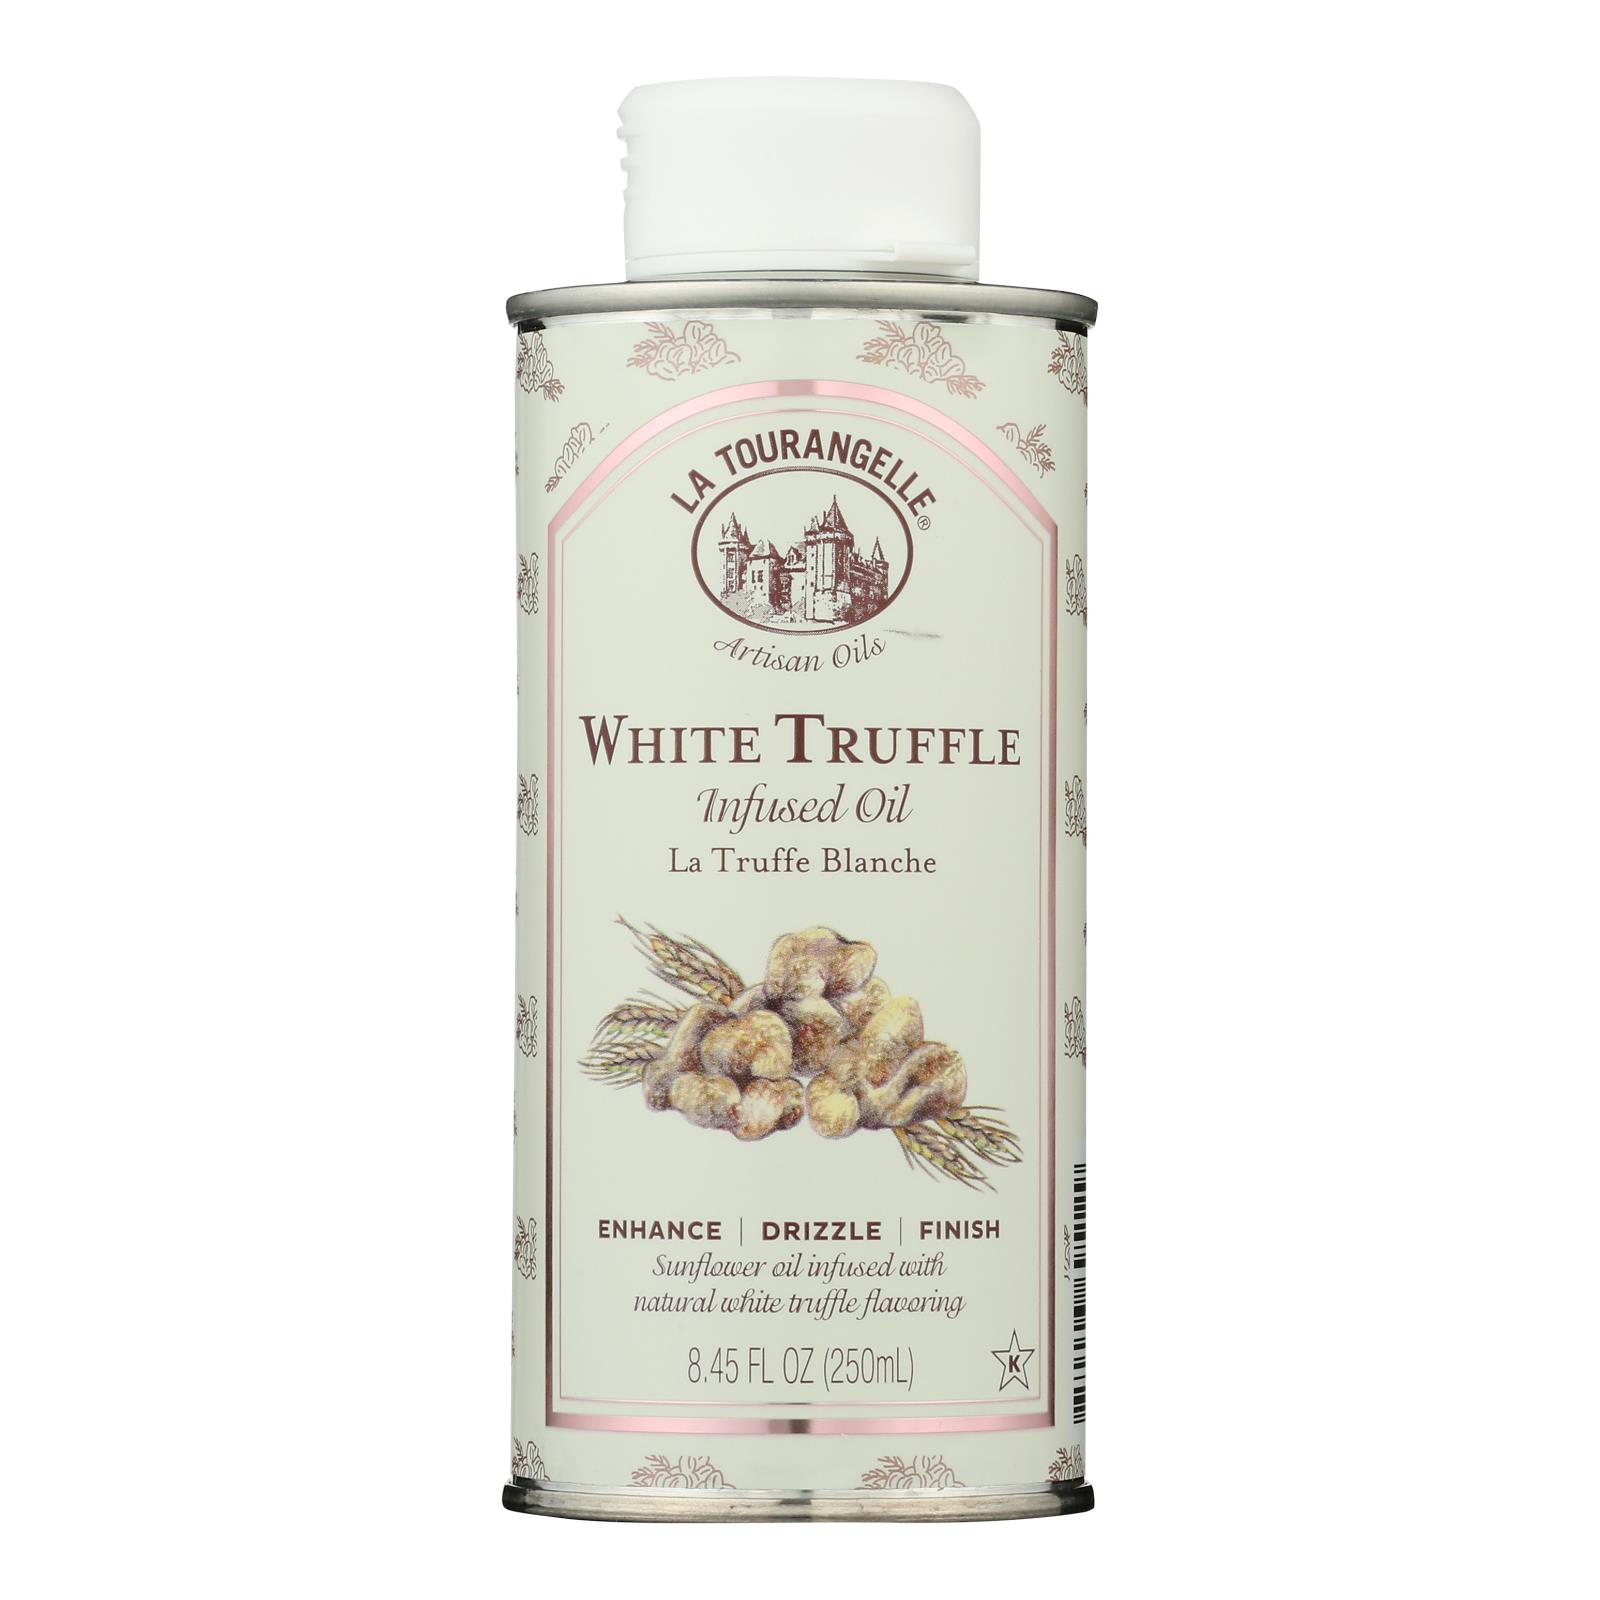 LA TOURANGELLE®
Artisan Oils
WHITE TRUFFLE
Infused Oil
La Truffe Blanche
ENHANCE | DRIZZLE | FINISH
Sunflower oil infused with
natural white truffle flavoring
8.45 FL OZ (250mL)
K